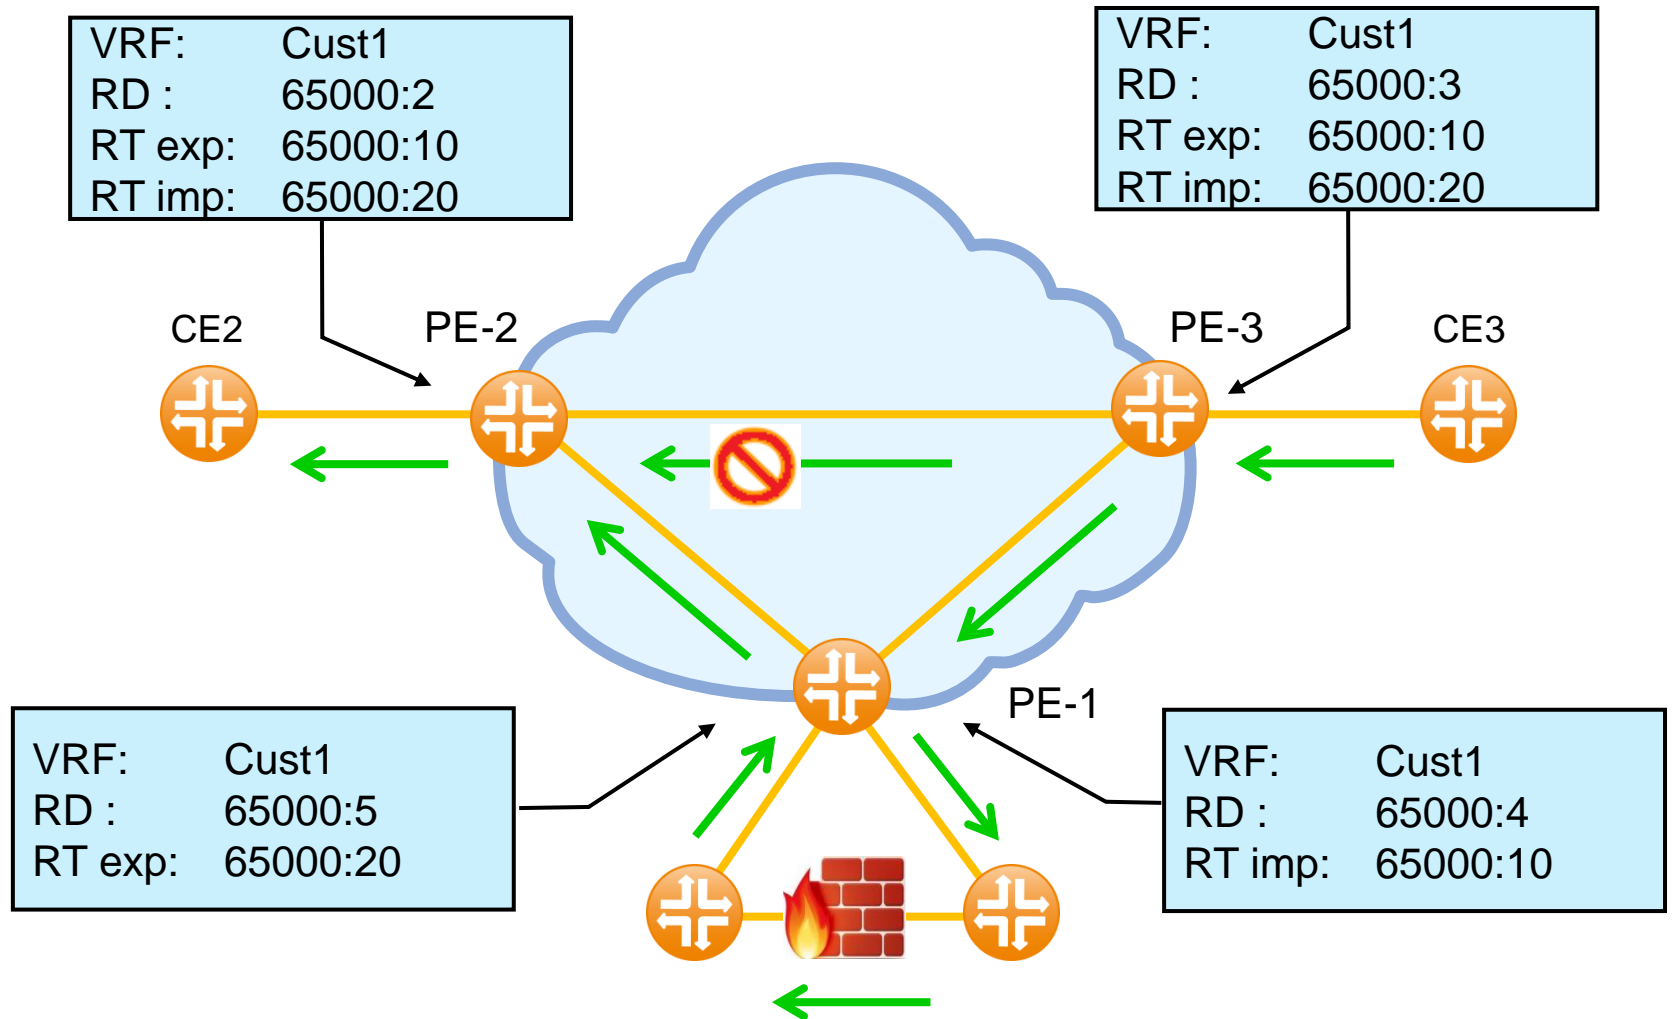 VRF: Cust1
RD : 65000:2
RT exp: 65000:10
RT imp: 65000:20
VRF: Cust1
RD : 65000:3
RT exp: 65000:10
RT imp: 65000:20
CE2
PE-2
PE-3
CE3
PE-1
VRF: Cust1
RD : 65000:5
RT exp: 65000:20
VRF: Cust1
RD : 65000:4
RT imp: 65000:10